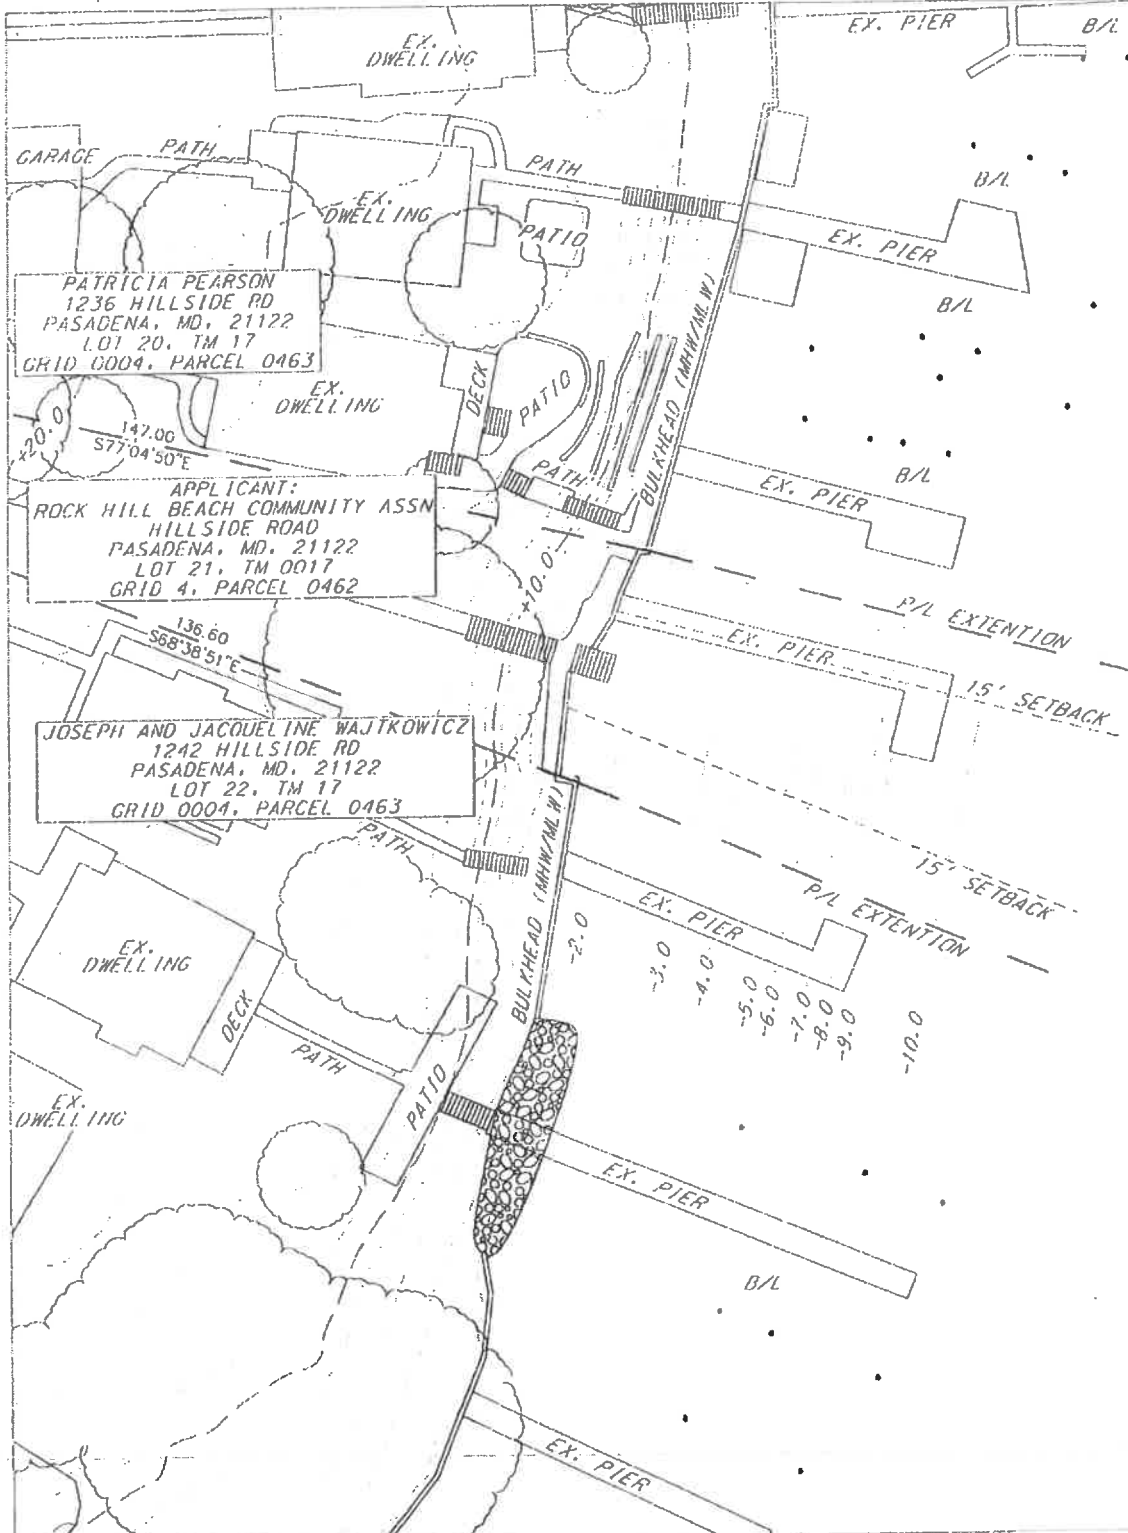 EX. PIER
B/L
EX.
DWELLING
GARAGE
PATH
PATH
EX.
DWELLING
PATIO
B/L
EX. PIER
B/L
PATRICIA PEARSON
1236 HILLSIDE RD
PASADENA, MD. 21122
LOT 20, TM 17
GRID 0004, PARCEL 0463
BULKHEAD (MHW/MLW)
EX.
DWELLING
DECK
PATIO
×20.0
147.00
S77°04'50"E
PATH
B/L
EX. PIER
APPLICANT:
ROCK HILL BEACH COMMUNITY ASSN
HILLSIDE ROAD
PASADENA, MD. 21122
LOT 21, TM 0017
GRID 4, PARCEL 0462
+10.0
P/L EXTENTION
EX. PIER
136.60
S68°38'51"E
15' SETBACK
JOSEPH AND JACQUELINE WAJTKOWICZ
1242 HILLSIDE RD
PASADENA, MD. 21122
LOT 22, TM 17
GRID 0004, PARCEL 0463
PATH
BULKHEAD (MHW/MLW)
15' SETBACK
P/L EXTENTION
EX. PIER
-2.0
-3.0
-4.0
-5.0
-6.0
-7.0
-8.0
-9.0
-10.0
EX.
DWELLING
DECK
PATH
PATIO
EX.
DWELLING
EX. PIER
B/L
EX. PIER